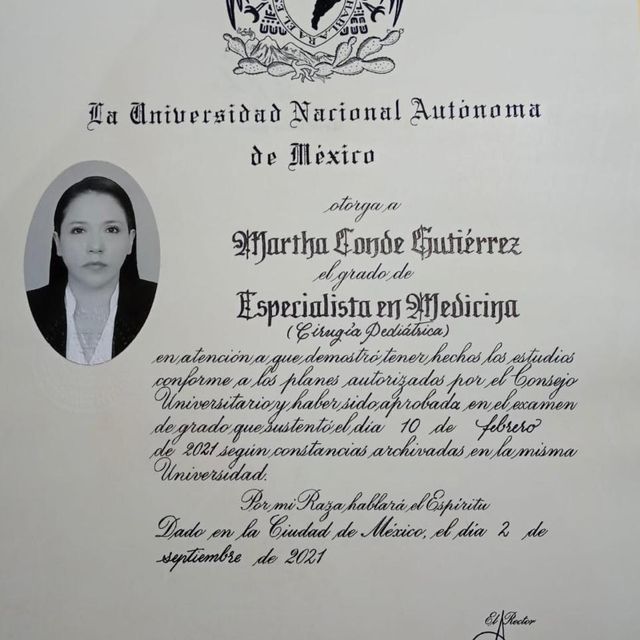 HABLARA EL ES
La Universidad Nacional Autónoma
de México
otorga a
Martha Conde Gutiérrez
el grado de
Especialista en Medicina
(Cirugía Pediátrica)
en atención a que demostró tener hechos los estudios
conforme a los planes autorizados por el Consejo
Universitario y haber sido aprobada en el examen
de grado que sustentó el día 10 de febrero
de 2021 según constancias archivadas en la misma
Universidad.
Por mi Raza hablará el Espíritu
Dado en la Ciudad de México, el día 2 de
septiembre de 2021
El Rector